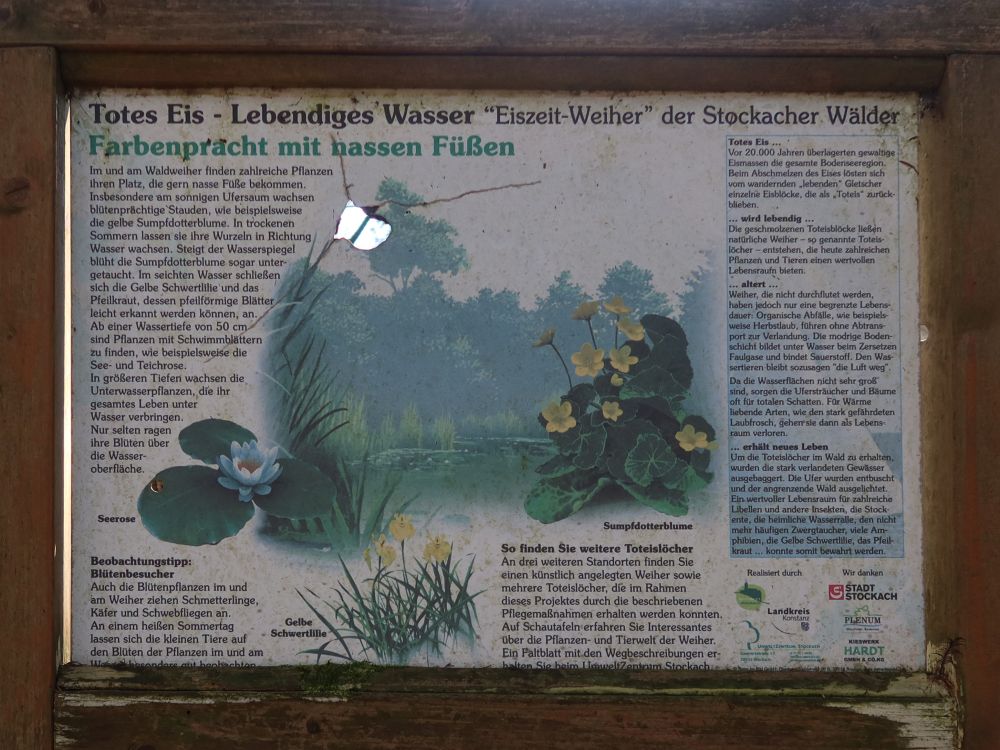 Totes Eis - Lebendiges Wasser “Eiszeit-Weiher” der Stockacher Wälder
Farbenpracht mit nassen Füßen
Im und am Waldweiher finden zahlreiche Pflanzen
ihren Platz, die gern nasse Füße bekommen.
Insbesondere am sonnigen Ufersaum wachsen
blütenprächtige Stauden, wie beispielsweise
die gelbe Sumpfdotterblume. In trockenen
Sommern lassen sie ihre Wurzeln in Richtung
Wasser wachsen. Steigt der Wasserspiegel
blüht die Sumpfdotterblume sogar unter-
getaucht. Im seichten Wasser schließen
sich die Gelbe Schwertlilie und das
Pfeilkraut, dessen pfeilförmige Blätter
leicht erkannt werden können, an.
Ab einer Wassertiefe von 50 cm
sind Pflanzen mit Schwimmblättern
zu finden, wie beispielsweise die
See- und Teichrose.
In größeren Tiefen wachsen die
Unterwasserpflanzen, die ihr
gesamtes Leben unter
Wasser verbringen.
Nur selten ragen
ihre Blüten über
die Wasser-
oberfläche.
Seerose
Sumpfdotterblume
Gelbe
Schwertlilie
Beobachtungstipp:
Blütenbesucher
Auch die Blütenpflanzen im und
am Weiher ziehen Schmetterlinge,
Käfer und Schwebfliegen an.
An einem heißen Sommertag
lassen sich die kleinen Tiere auf
den Blüten der Pflanzen im und am
Wasser besonders gut beobachten
So finden Sie weitere Toteislöcher
An drei weiteren Standorten finden Sie
einen künstlich angelegten Weiher sowie
mehrere Toteislöcher, die im Rahmen
dieses Projektes durch die beschriebenen
Pflegemaßnahmen erhalten werden konnten.
Auf Schautafeln erfahren Sie Interessantes
über die Pflanzen- und Tierwelt der Weiher.
Ein Faltblatt mit den Wegbeschreibungen er-
halten Sie beim UmweltZentrum Stockach
Totes Eis ...
Vor 20.000 Jahren überlagerten gewaltige
Eismassen die gesamte Bodenseeregion.
Beim Abschmelzen des Eises lösten sich
vom wandernden „lebenden“ Gletscher
einzelne Eisblöcke, die als „Toteis“ zurück-
blieben.
... wird lebendig ...
Die geschmolzenen Toteisblöcke ließen
natürliche Weiher – so genannte Toteis-
löcher – entstehen, die heute zahlreichen
Pflanzen und Tieren einen wertvollen
Lebensraum bieten.
... altert ...
Weiher, die nicht durchflutet werden,
haben jedoch nur eine begrenzte Lebens-
dauer: Organische Abfälle, wie beispiels-
weise Herbstlaub, führen ohne Abtrans-
port zur Verlandung. Die modrige Boden-
schicht bildet unter Wasser beim Zersetzen
Faulgase und bindet Sauerstoff. Den Was-
sertieren bleibt sozusagen "die Luft weg".
Da die Wasserflächen nicht sehr groß
sind, sorgen die Ufersträucher und Bäume
oft für totalen Schatten. Für Wärme
liebende Arten, wie den stark gefährdeten
Laubfrosch, gehen sie dann als Lebens-
raum verloren.
... erhält neues Leben
Um die Toteislöcher im Wald zu erhalten,
wurden die stark verlandeten Gewässer
ausgebaggert. Die Ufer wurden entbuscht
und der angrenzende Wald ausgelichtet.
Ein wertvoller Lebensraum für zahlreiche
Libellen und andere Insekten, die Stock-
ente, die heimliche Wasserralle, den nicht
mehr häufigen Zwergtaucher, viele Am-
phibien, die Gelbe Schwertlilie, das Pfeil-
kraut ... konnte somit bewahrt werden.
Realisiert durch
Wir danken
Landkreis
Konstanz
UmweltZentrum Stockach
STADT
STOCKACH
PLENUM
KIESWERK
HARDT
GMBH & CO.KG